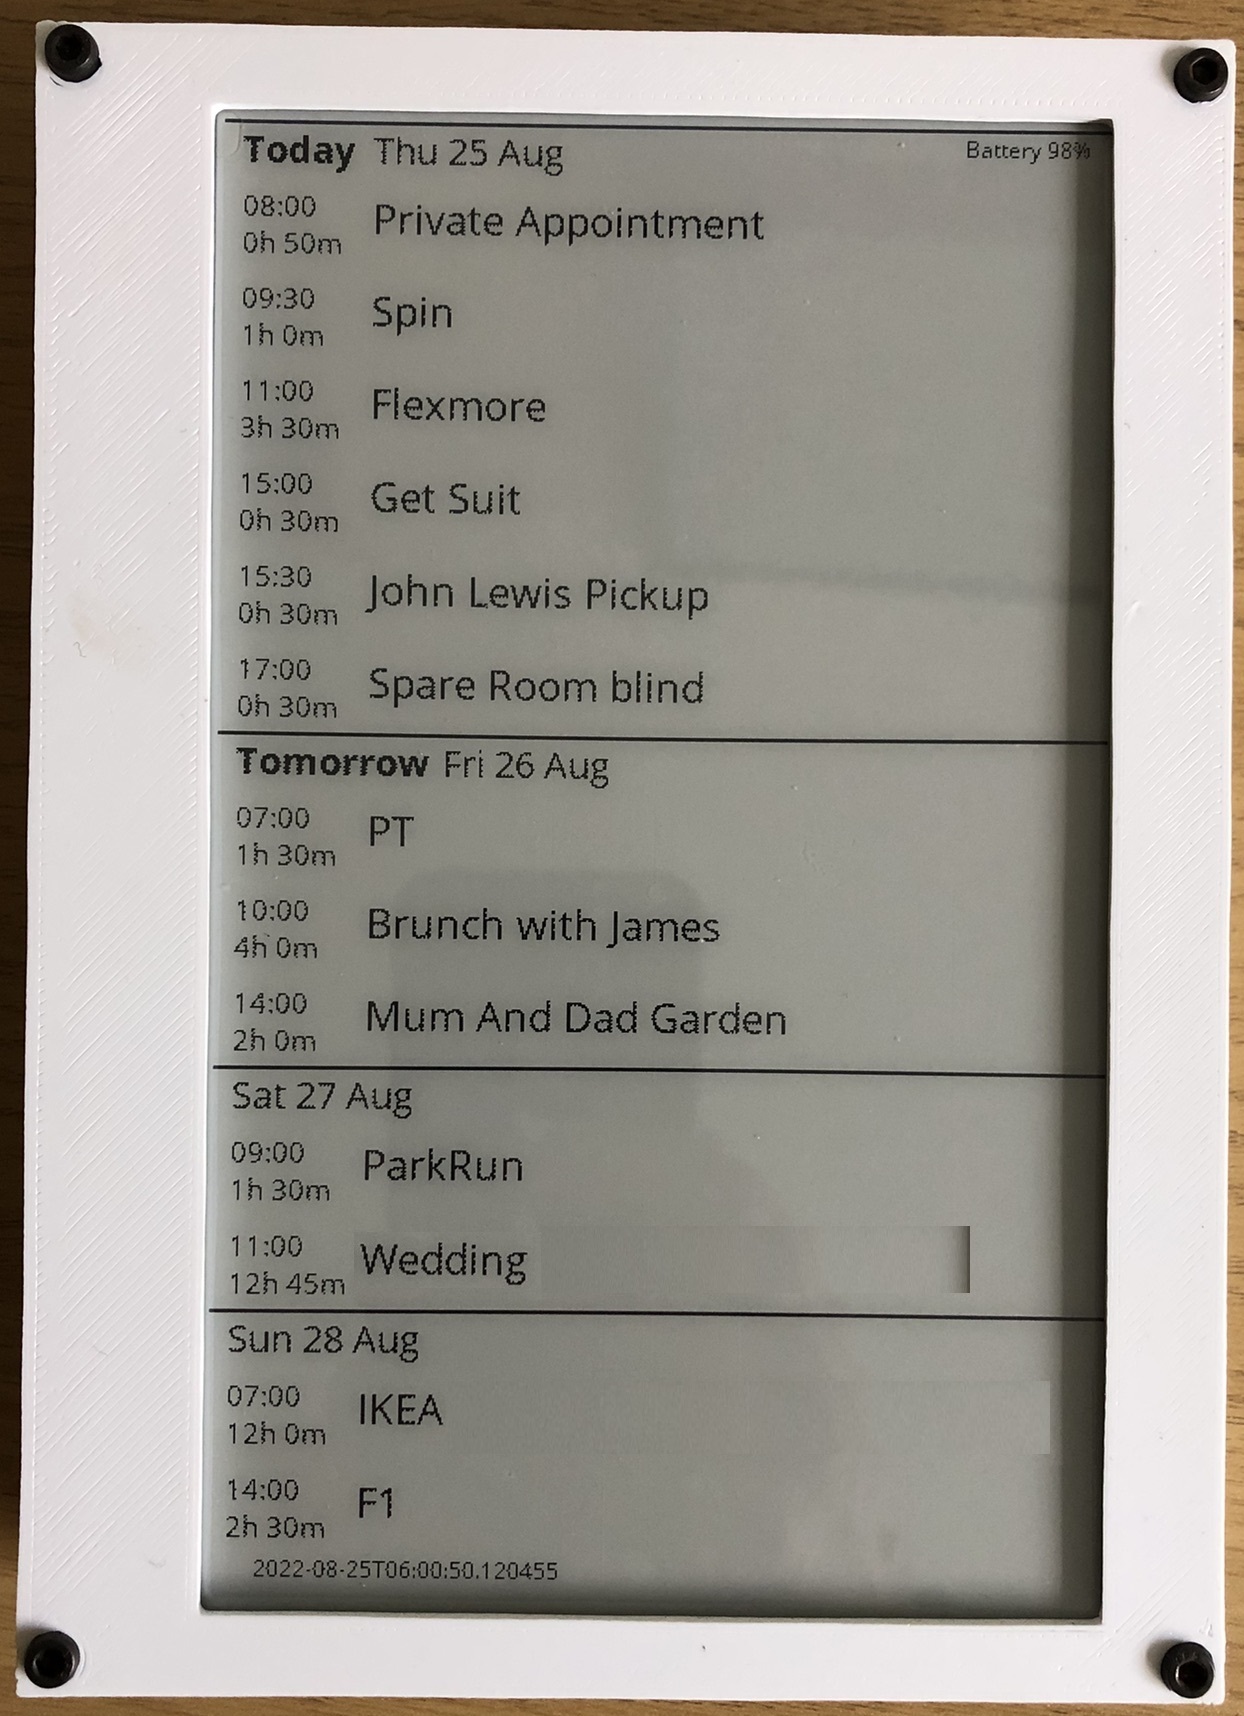 Today Thu 25 Aug Battery 98%
08:00
0h 50m
Private Appointment
09:30
1h 0m
Spin
11:00
3h 30m
Flexmore
15:00
0h 30m
Get Suit
15:30
0h 30m
John Lewis Pickup
17:00
0h 30m
Spare Room blind
Tomorrow Fri 26 Aug
07:00
1h 30m
PT
10:00
4h 0m
Brunch with James
14:00
2h 0m
Mum And Dad Garden
Sat 27 Aug
09:00
1h 30m
ParkRun
11:00
12h 45m
Wedding
Sun 28 Aug
07:00
12h 0m
IKEA
14:00
2h 30m
F1
2022-08-25T06:00:50.120455